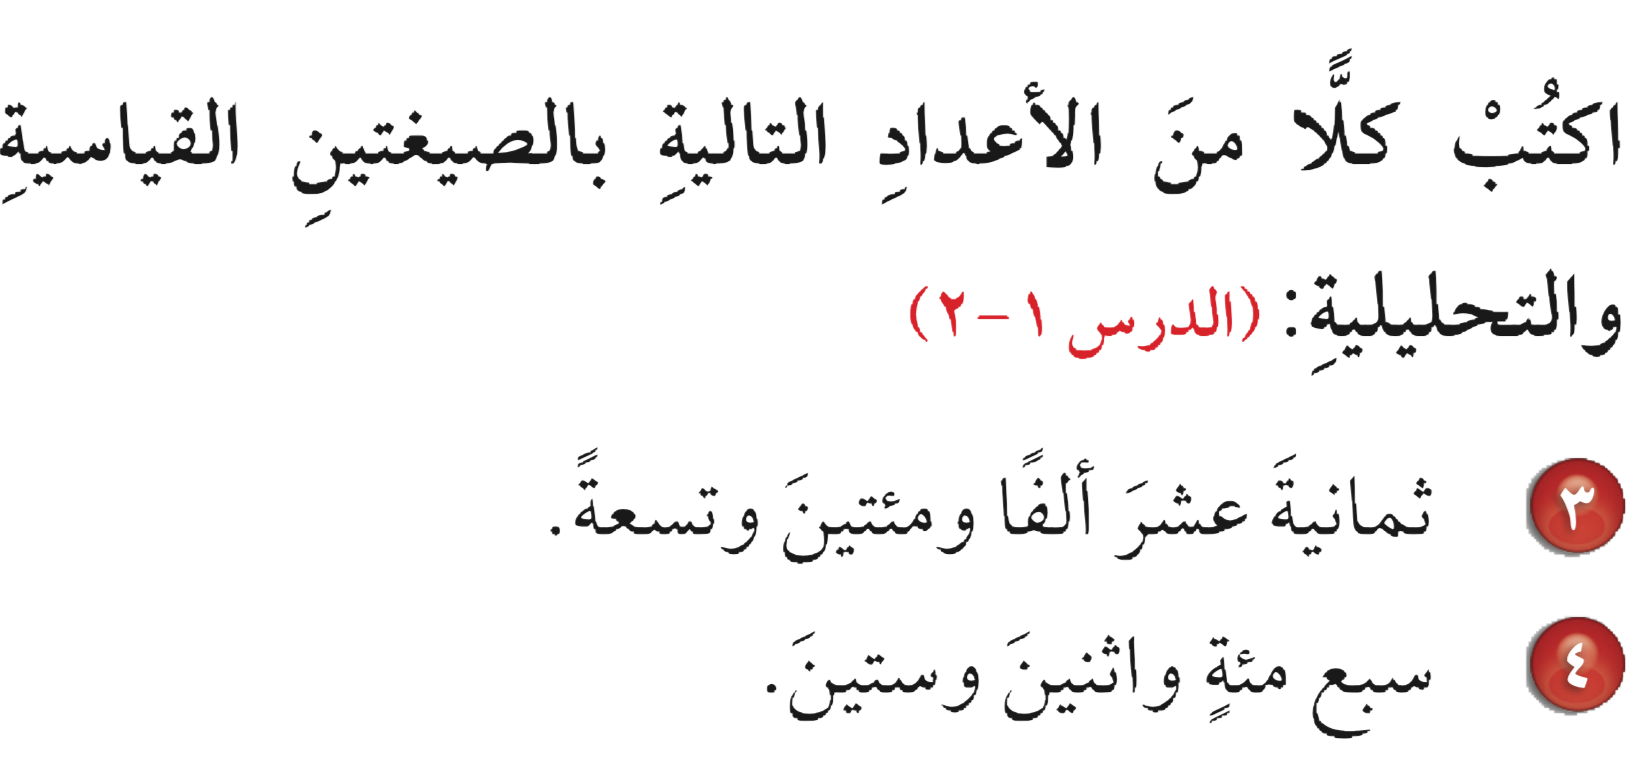 اكتُبْ كلًّا منَ الأعدادِ التاليةِ بالصيغتينِ القياسيةِ
والتحليليةِ: (الدرس ١-٢)
٣ ثمانيةَ عشرَ ألفًا ومئتينَ وتسعةً.
٤ سبع مئةٍ واثنينَ وستينَ.